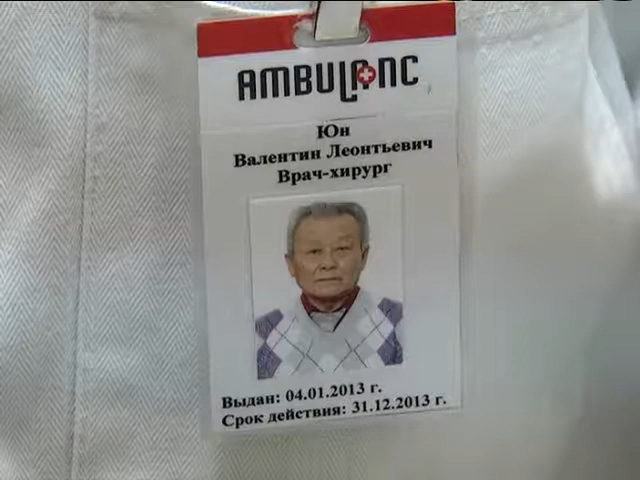 AMBULANC
Юн
Валентин Леонтьевич
Врач-хирург
Выдан: 04.01.2013 г.
Срок действия: 31.12.2013 г.